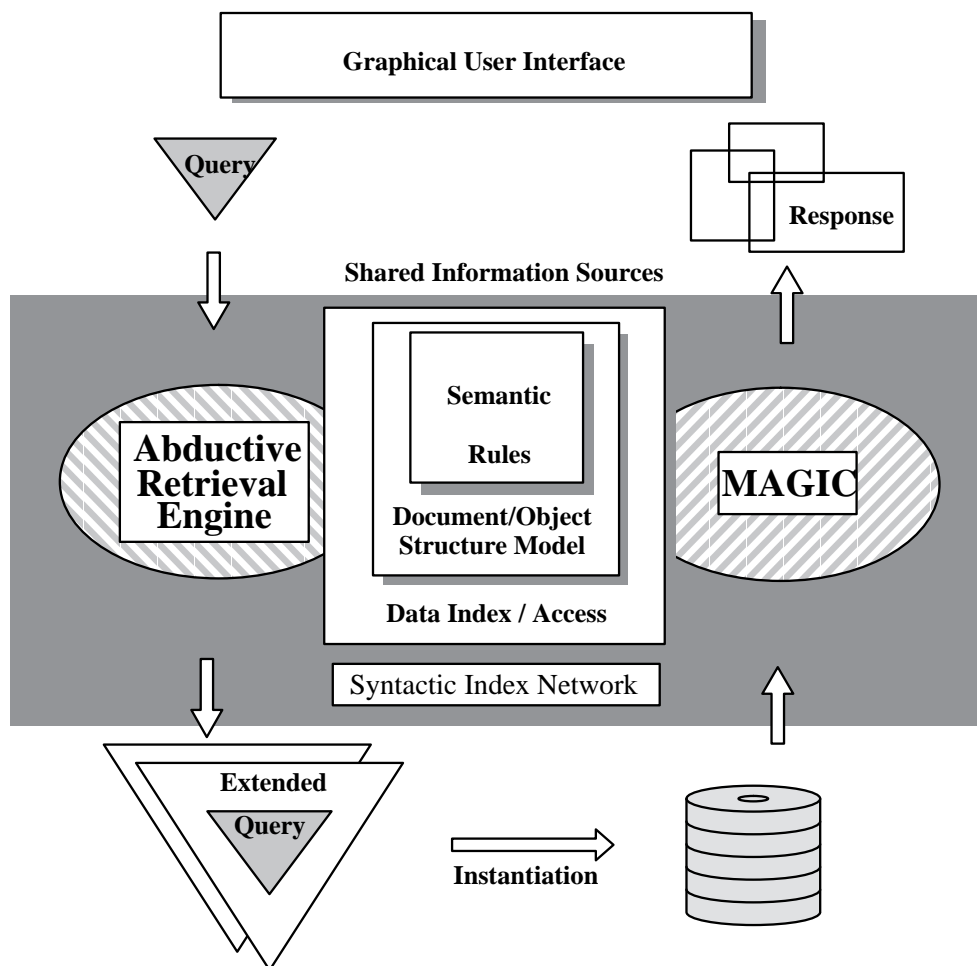 Graphical User Interface
Query
Response
Shared Information Sources
Semantic
Rules
Abductive
Retrieval
Engine
MAGIC
Document/Object
Structure Model
Data Index / Access
Syntactic Index Network
Extended
Query
Instantiation